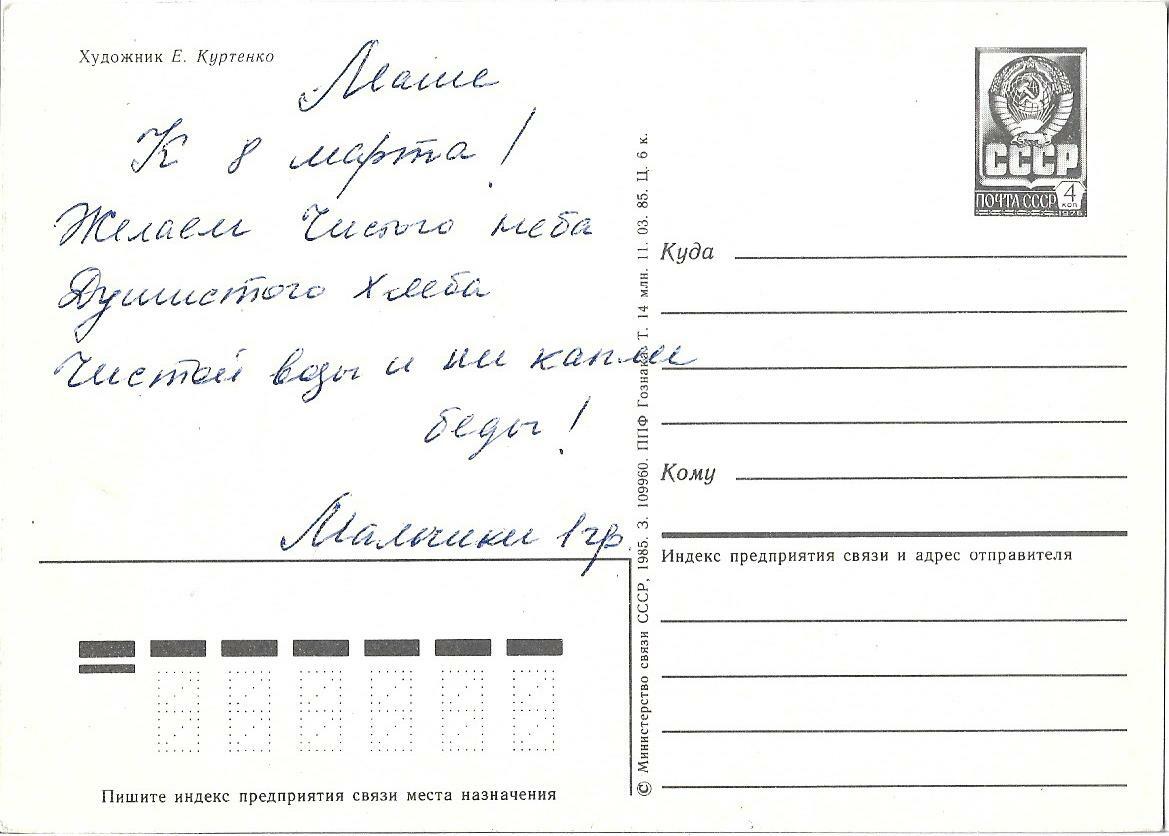 Художник Е. Куртенко
Маше
К 8 марта!
Желаем Чистого неба
Душистого хлеба
Чистой воды и ни капли
беды!
Мальчики 1 гр.
Пишите индекс предприятия связи места назначения
© Министерство связи СССР, 1985. З. 109960. ППФ Гознака. Т. 14 млн. 11. 03. 85. Ц. 6 к.
СССР
ПОЧТА СССР
4
КОП
1976
Куда
Кому
Индекс предприятия связи и адрес отправителя